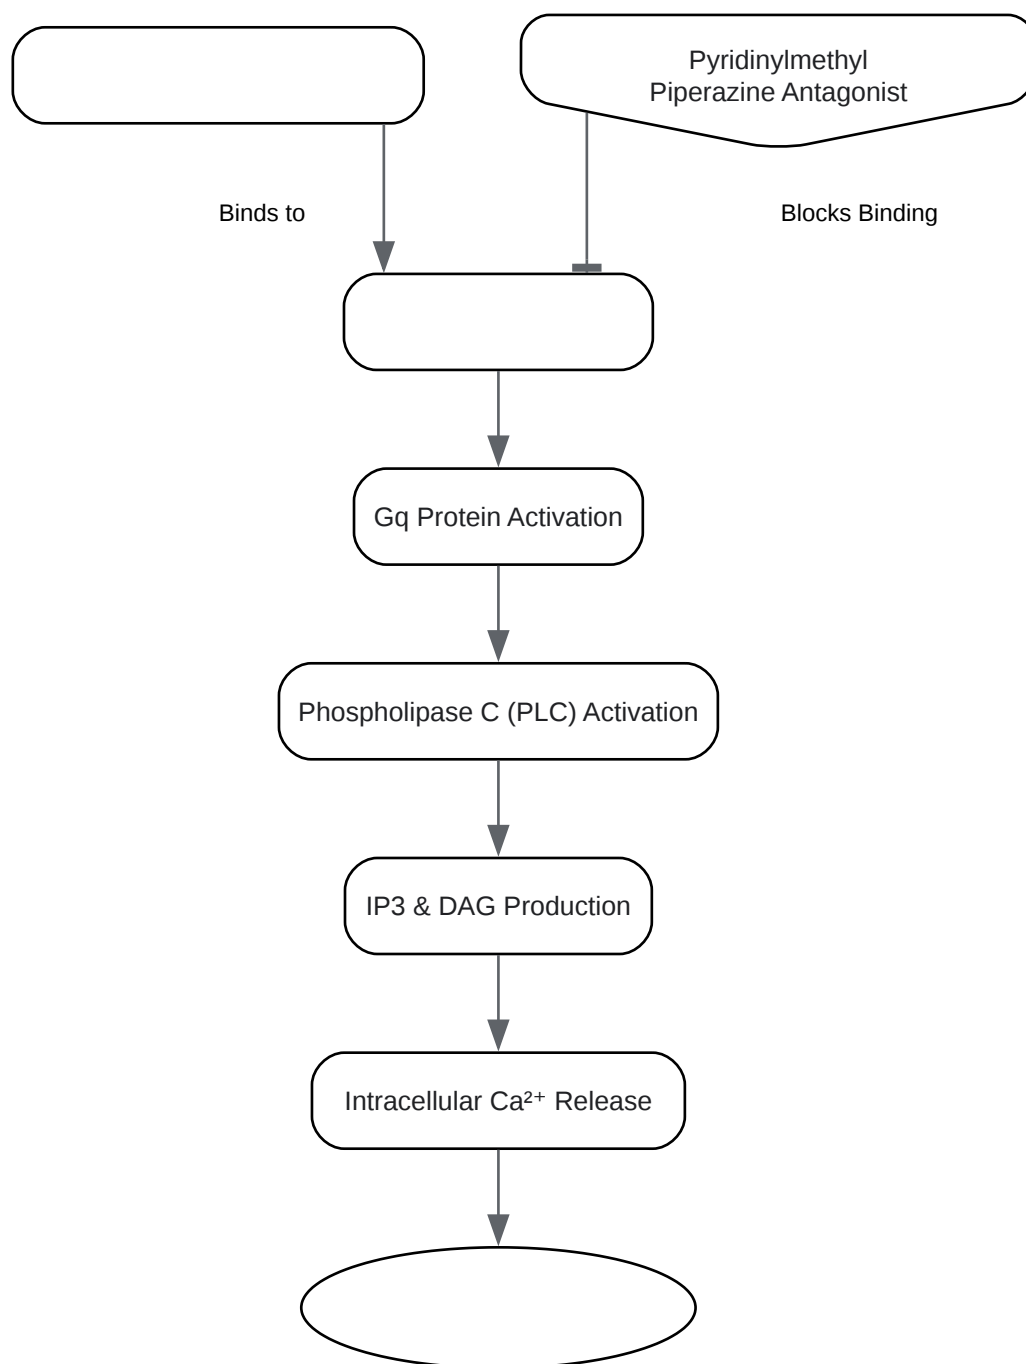 Pyridinylmethyl
Piperazine Antagonist
Binds to
Blocks Binding
Gq Protein Activation
Phospholipase C (PLC) Activation
IP3 & DAG Production
Intracellular Ca²⁺ Release